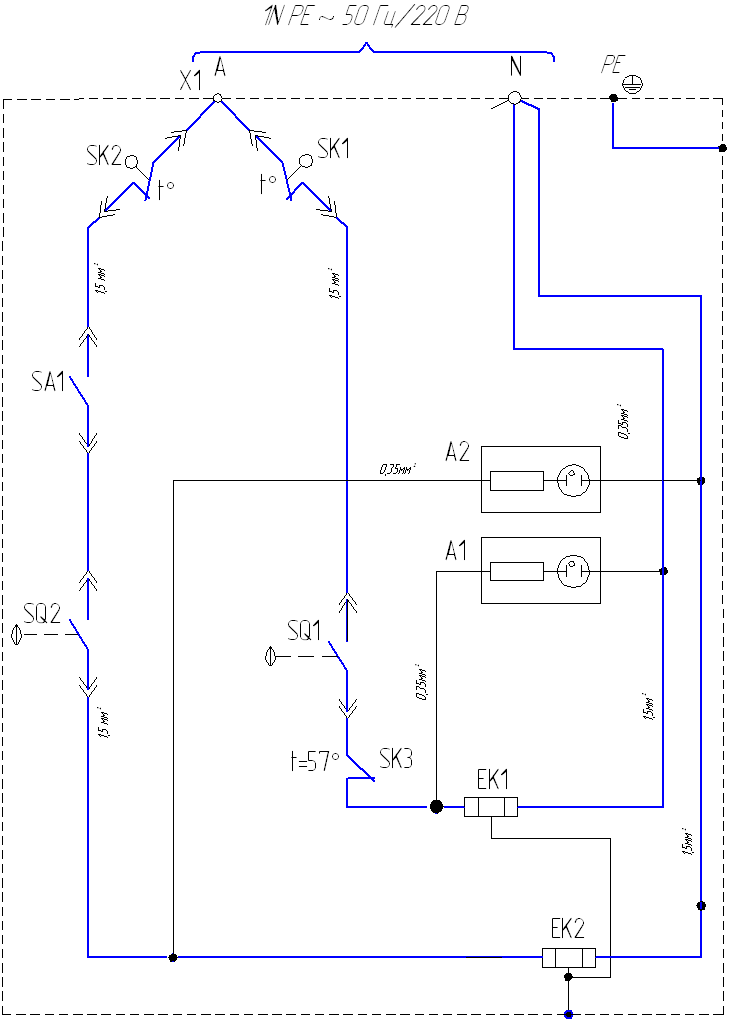 1N PE ~ 50 Гц/220 В
X1 A
N
PE
SK2
t°
t°
SK1
1,5 мм²
1,5 мм²
SA1
0,35мм²
A2
0,35мм²
A1
SQ2
SQ1
0,35мм²
1,5мм²
1,5 мм²
t=57°
SK3
EK1
1,5мм²
EK2